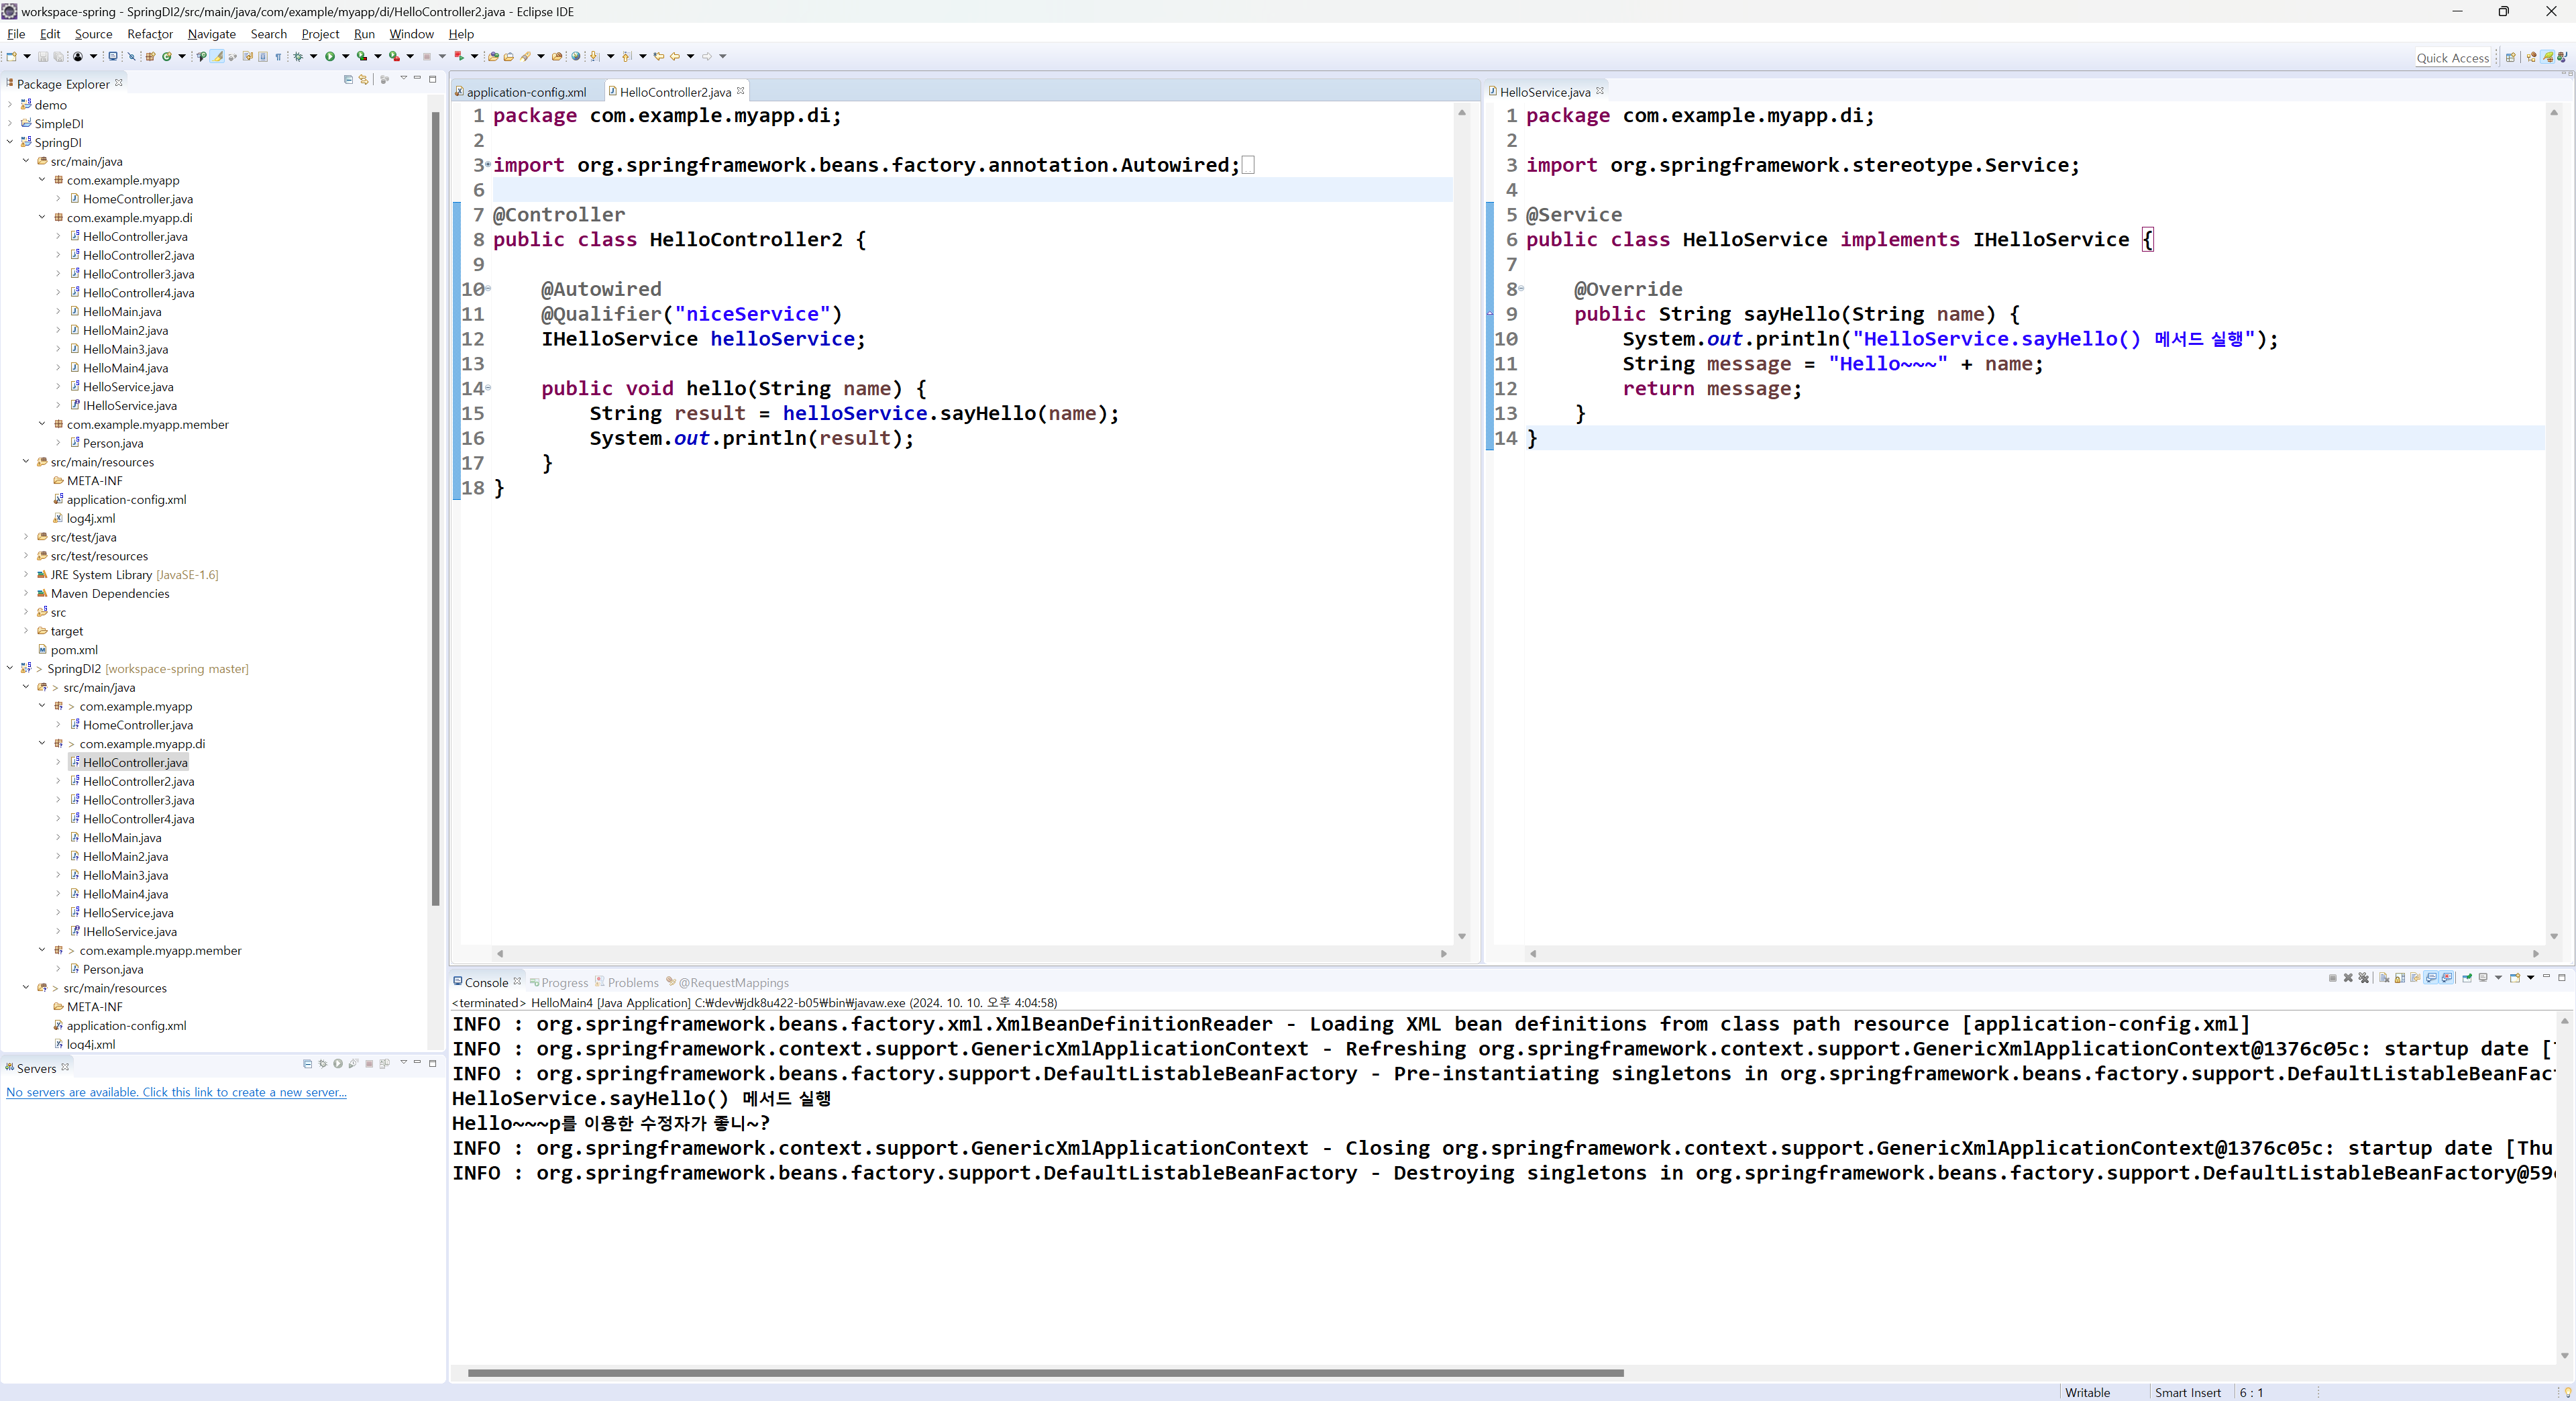 workspace-spring - SpringDI2/src/main/java/com/example/myapp/di/HelloController2.java - Eclipse IDE
File Edit Source Refactor Navigate Search Project Run Window Help
Quick Access
Package Explorer
demo
SimpleDI
SpringDI
src/main/java
com.example.myapp
HomeController.java
com.example.myapp.di
HelloController.java
HelloController2.java
HelloController3.java
HelloController4.java
HelloMain.java
HelloMain2.java
HelloMain3.java
HelloMain4.java
HelloService.java
IHelloService.java
com.example.myapp.member
Person.java
src/main/resources
META-INF
application-config.xml
log4j.xml
src/test/java
src/test/resources
JRE System Library [JavaSE-1.6]
Maven Dependencies
src
target
pom.xml
> SpringDI2 [workspace-spring master]
> src/main/java
> com.example.myapp
HomeController.java
> com.example.myapp.di
HelloController.java
HelloController2.java
HelloController3.java
HelloController4.java
HelloMain.java
HelloMain2.java
HelloMain3.java
HelloMain4.java
HelloService.java
IHelloService.java
> com.example.myapp.member
Person.java
> src/main/resources
META-INF
application-config.xml
log4j.xml
Servers
No servers are available. Click this link to create a new server...
application-config.xml HelloController2.java
1 package com.example.myapp.di;
2
3 import org.springframework.beans.factory.annotation.Autowired;
6
7 @Controller
8 public class HelloController2 {
9
10 @Autowired
11 @Qualifier("niceService")
12 IHelloService helloService;
13
14 public void hello(String name) {
15 String result = helloService.sayHello(name);
16 System.out.println(result);
17 }
18 }
HelloService.java
1 package com.example.myapp.di;
2
3 import org.springframework.stereotype.Service;
4
5 @Service
6 public class HelloService implements IHelloService {
7
8 @Override
9 public String sayHello(String name) {
10 System.out.println("HelloService.sayHello() 메서드 실행");
11 String message = "Hello~~~" + name;
12 return message;
13 }
14 }
Console Progress Problems @RequestMappings
<terminated> HelloMain4 [Java Application] C:₩dev₩jdk8u422-b05₩bin₩javaw.exe (2024. 10. 10. 오후 4:04:58)
INFO : org.springframework.beans.factory.xml.XmlBeanDefinitionReader - Loading XML bean definitions from class path resource [application-config.xml]
INFO : org.springframework.context.support.GenericXmlApplicationContext - Refreshing org.springframework.context.support.GenericXmlApplicationContext@1376c05c: startup date [
INFO : org.springframework.beans.factory.support.DefaultListableBeanFactory - Pre-instantiating singletons in org.springframework.beans.factory.support.DefaultListableBeanFac
HelloService.sayHello() 메서드 실행
Hello~~~p를 이용한 수정자가 좋니~?
INFO : org.springframework.context.support.GenericXmlApplicationContext - Closing org.springframework.context.support.GenericXmlApplicationContext@1376c05c: startup date [Thu
INFO : org.springframework.beans.factory.support.DefaultListableBeanFactory - Destroying singletons in org.springframework.beans.factory.support.DefaultListableBeanFactory@59
Writable Smart Insert 6 : 1